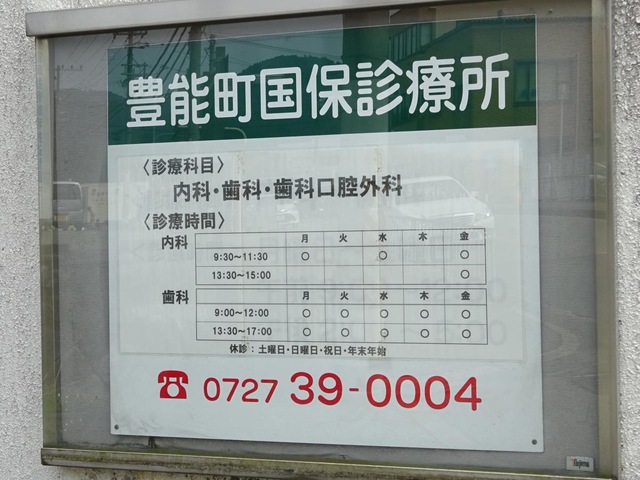 豊能町国保診療所
〈診療科目〉
内科・歯科・歯科口腔外科
〈診療時間〉
内科 月 火 水 木 金
9:30～11:30 〇 〇 〇
13:30～15:00 〇
歯科 月 火 水 木 金
9:00～12:00 〇 〇 〇 〇 〇
13:30～17:00 〇 〇 〇 〇 〇
休診：土曜日・日曜日・祝日・年末年始
☎ 0727 39-0004